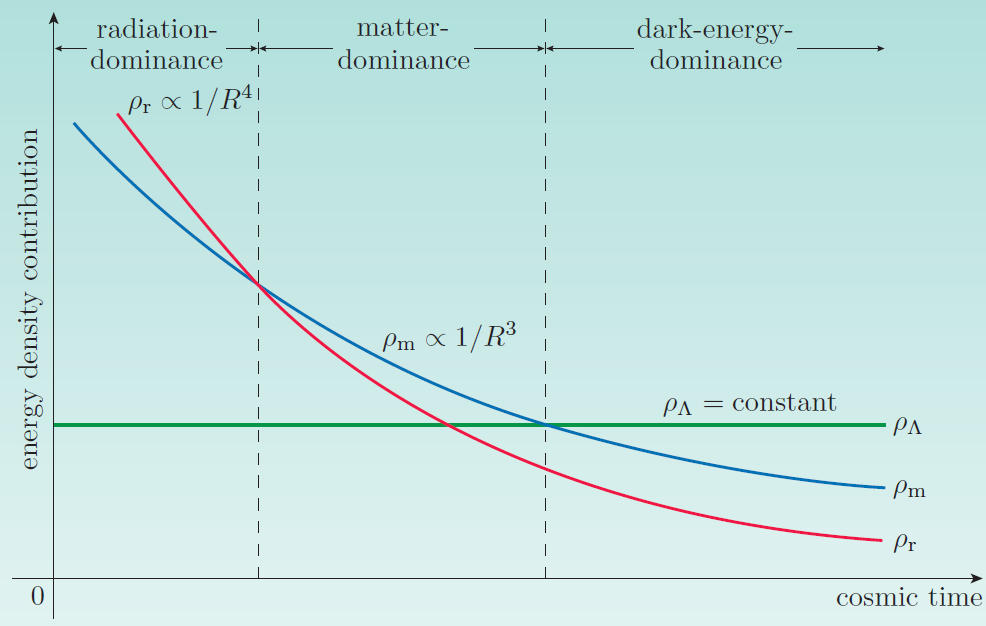 radiation-
dominance
matter-
dominance
dark-energy-
dominance
ρr ∝ 1/R⁴
energy density contribution
ρm ∝ 1/R³
ρΛ = constant
ρΛ
ρm
ρr
0
cosmic time